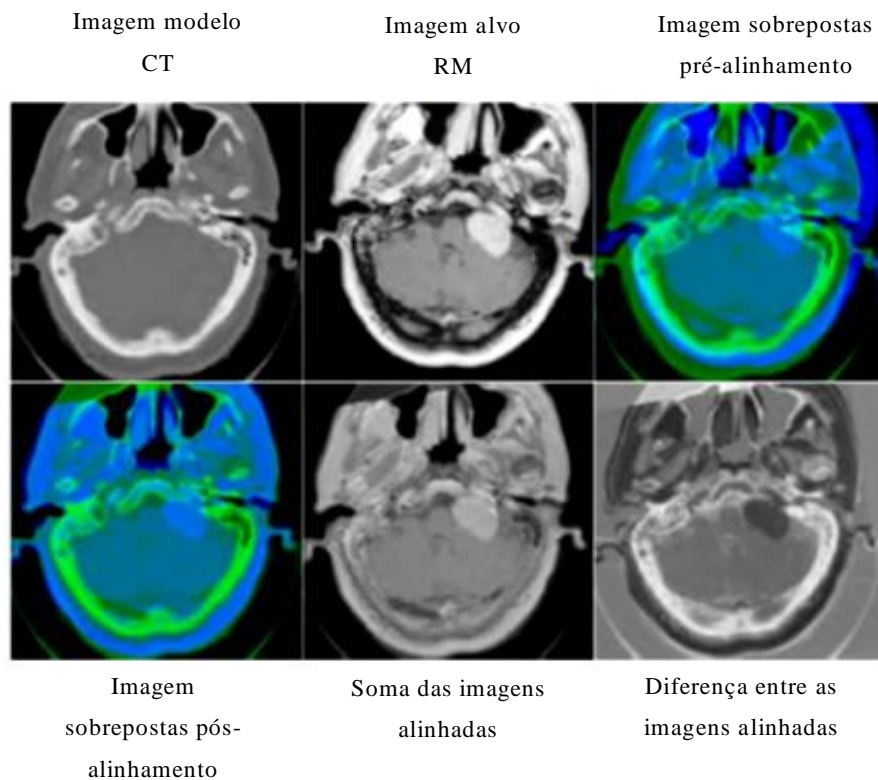 Imagem modelo
CT
Imagem alvo
RM
Imagem sobrepostas
pré-alinhamento
Imagem
sobrepostas pós-
alinhamento
Soma das imagens
alinhadas
Diferença entre as
imagens alinhadas